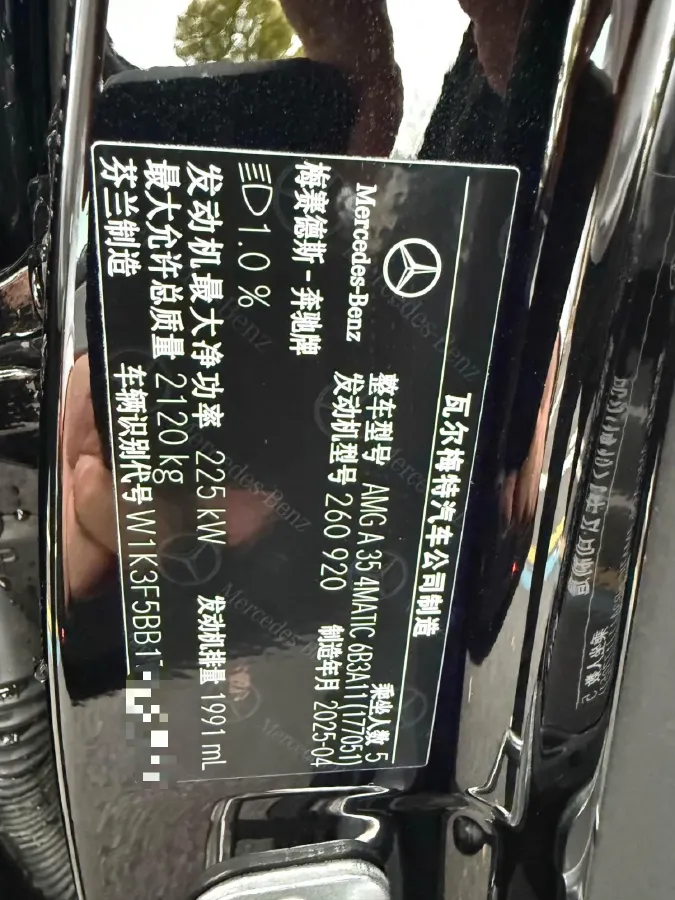 瓦尔梅特汽车公司制造
Mercedes-Benz
整车型号 AMG A 35 4MATIC 6B3A11(177051)
乘坐人数 5
梅赛德斯-奔驰牌
发动机型号 260 920
制造年月 2025-04
1.0 %
发动机最大净功率 225 kW
发动机排量 1991 mL
最大允许总质量 2120 kg
芬兰制造
车辆识别代号 W1K3F5BB1